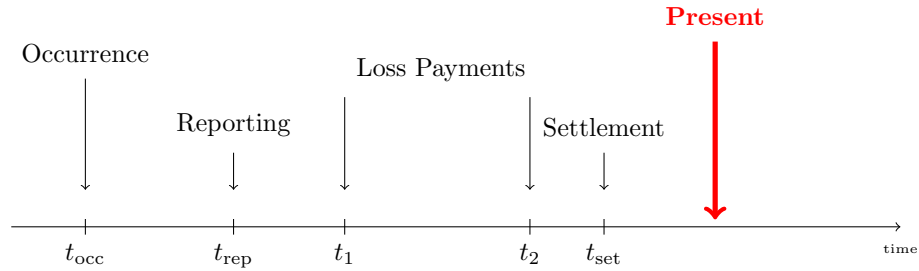 Present
Occurrence
Loss Payments
Reporting
Settlement
t_occ
t_rep
t_1
t_2
t_set
time